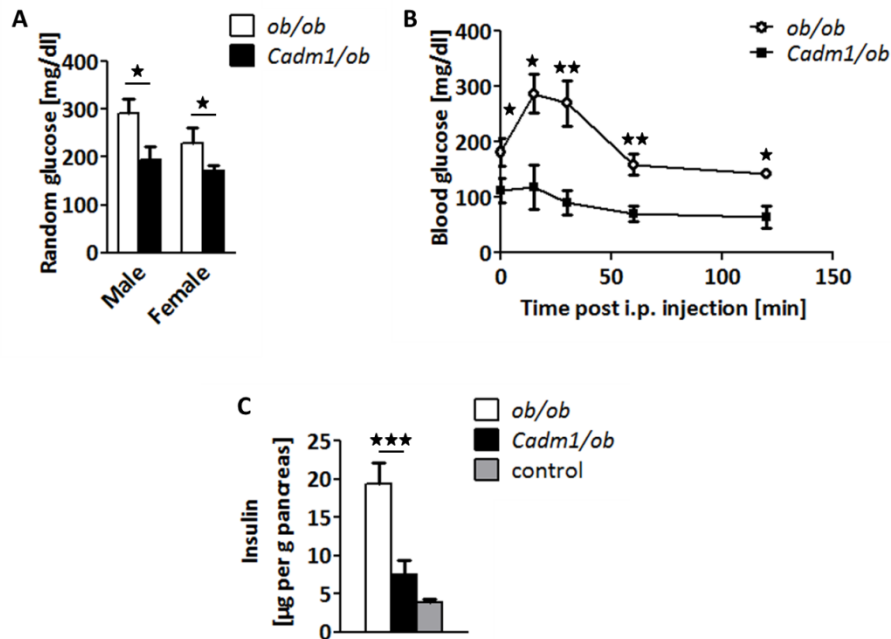 A
ob/ob
Cadm1/ob
Random glucose [mg/dl]
400
300
200
100
0
★
★
Male
Female
B
ob/ob
Cadm1/ob
Blood glucose [mg/dl]
400
300
200
100
0
★
★
★★
★★
★
0
50
100
150
Time post i.p. injection [min]
C
ob/ob
Cadm1/ob
control
Insulin
[µg per g pancreas]
25
20
15
10
5
0
★★★